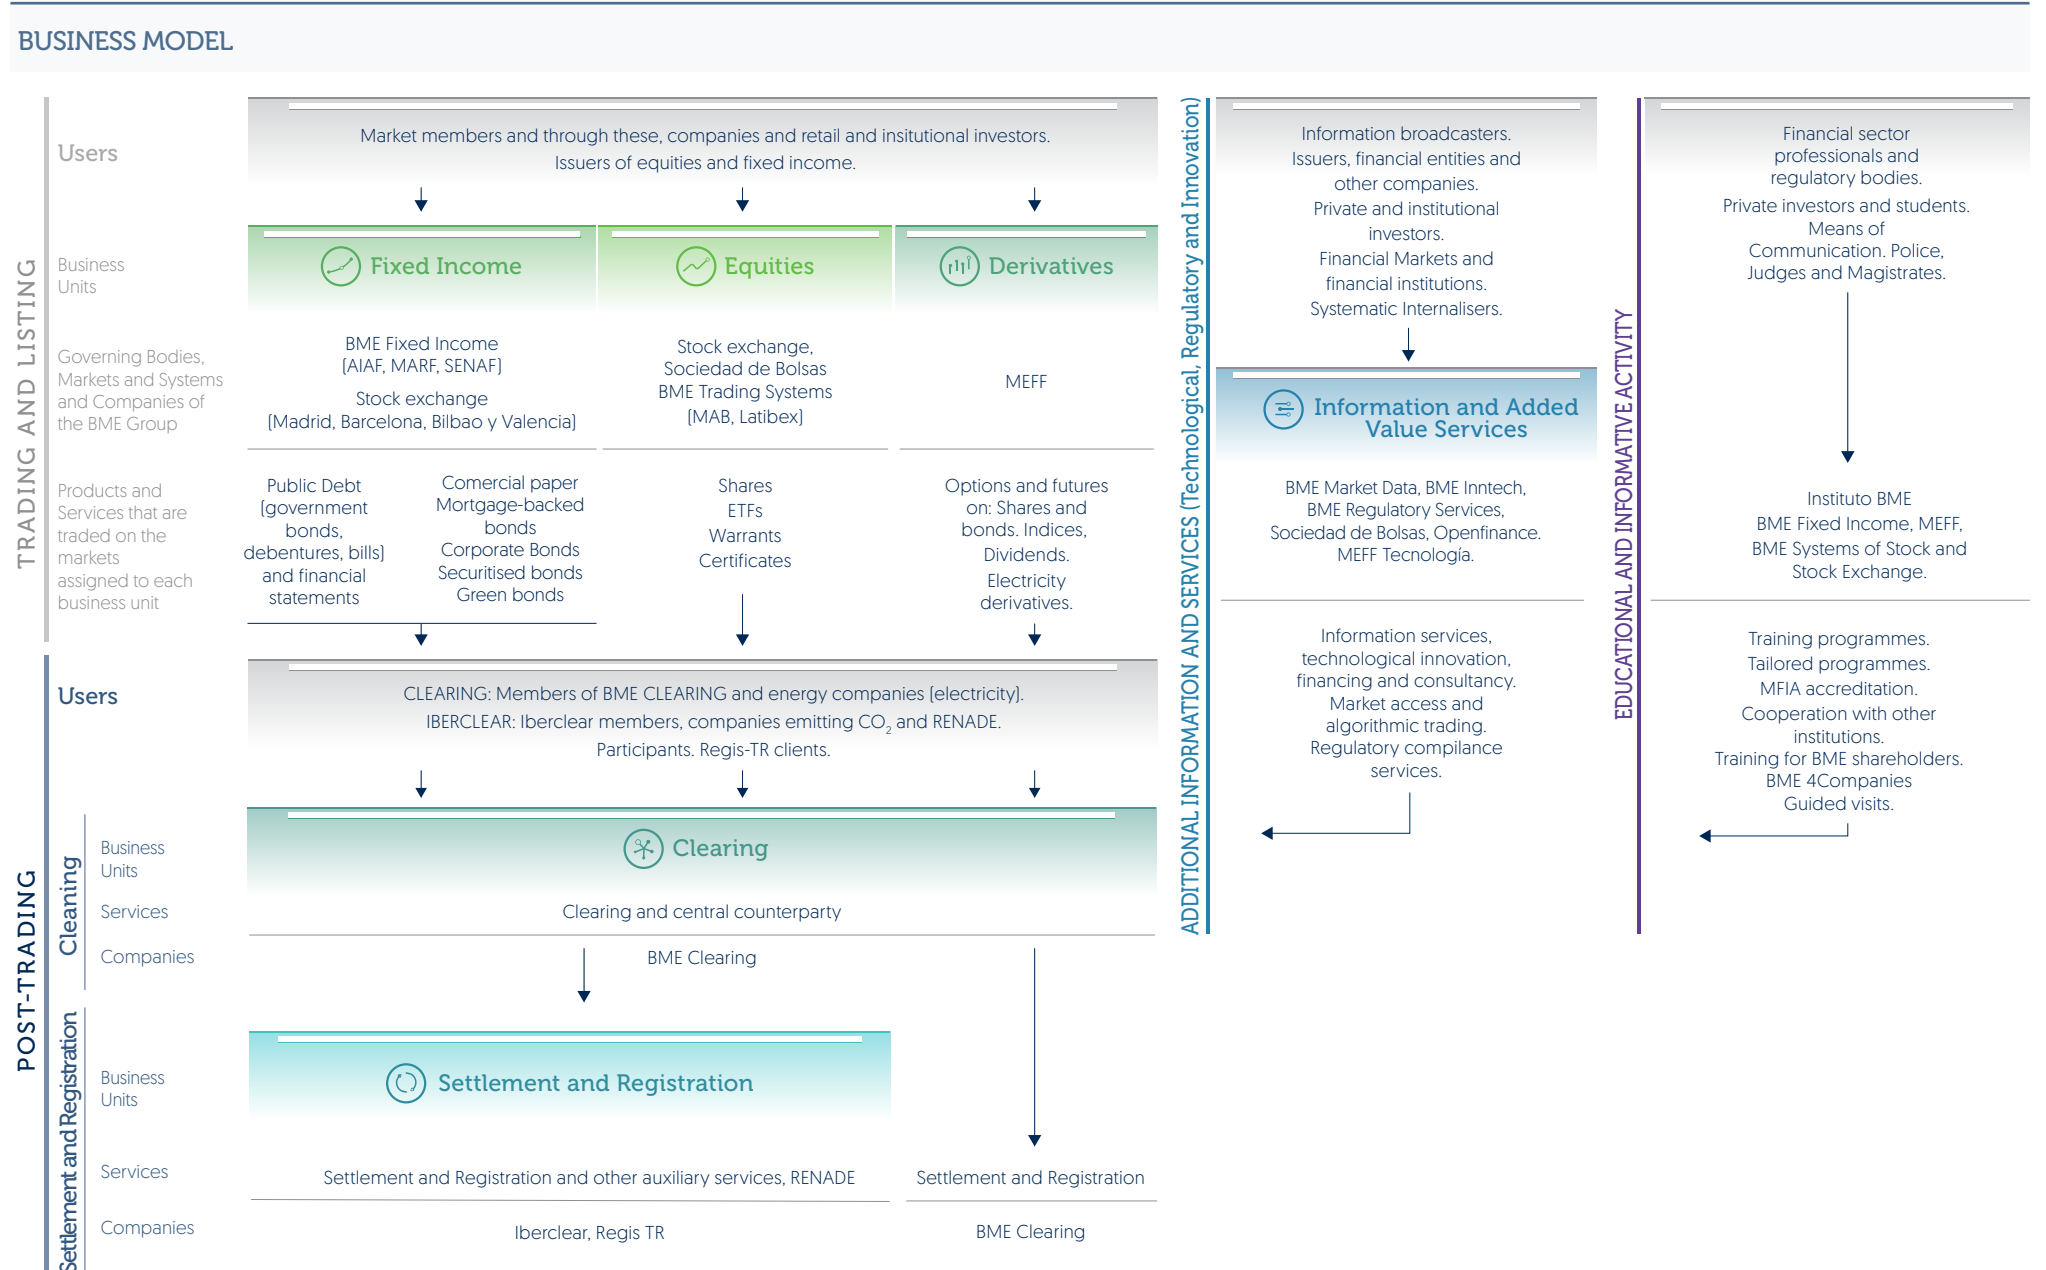 BUSINESS MODEL
TRADING AND LISTING
Users
Market members and through these, companies and retail and insitutional investors.
Issuers of equities and fixed income.
Business
Units
Fixed Income
Equities
Derivatives
Governing Bodies,
Markets and Systems
and Companies of
the BME Group
BME Fixed Income
(AIAF, MARF, SENAF)
Stock exchange
(Madrid, Barcelona, Bilbao y Valencia)
Stock exchange,
Sociedad de Bolsas
BME Trading Systems
(MAB, Latibex)
MEFF
Products and
Services that are
traded on the
markets
assigned to each
business unit
Public Debt
(government
bonds,
debentures, bills)
and financial
statements
Comercial paper
Mortgage-backed
bonds
Corporate Bonds
Securitised bonds
Green bonds
Shares
ETFs
Warrants
Certificates
Options and futures
on: Shares and
bonds. Indices,
Dividends.
Electricity
derivatives.
POST-TRADING
Users
CLEARING: Members of BME CLEARING and energy companies (electricity).
IBERCLEAR: Iberclear members, companies emitting CO2 and RENADE.
Participants. Regis-TR clients.
Cleaning
Business
Units
Clearing
Services
Clearing and central counterparty
Companies
BME Clearing
Settlement and Registration
Business
Units
Settlement and Registration
Services
Settlement and Registration and other auxiliary services, RENADE
Settlement and Registration
Companies
Iberclear, Regis TR
BME Clearing
ADDITIONAL INFORMATION AND SERVICES (Technological, Regulatory and Innovation)
Information broadcasters.
Issuers, financial entities and
other companies.
Private and institutional
investors.
Financial Markets and
financial institutions.
Systematic Internalisers.
Information and Added
Value Services
BME Market Data, BME Inntech,
BME Regulatory Services,
Sociedad de Bolsas, Openfinance.
MEFF Tecnología.
Information services,
technological innovation,
financing and consultancy.
Market access and
algorithmic trading.
Regulatory compilance
services.
EDUCATIONAL AND INFORMATIVE ACTIVITY
Financial sector
professionals and
regulatory bodies.
Private investors and students.
Means of
Communication. Police,
Judges and Magistrates.
Instituto BME
BME Fixed Income, MEFF,
BME Systems of Stock and
Stock Exchange.
Training programmes.
Tailored programmes.
MFIA accreditation.
Cooperation with other
institutions.
Training for BME shareholders.
BME 4Companies
Guided visits.